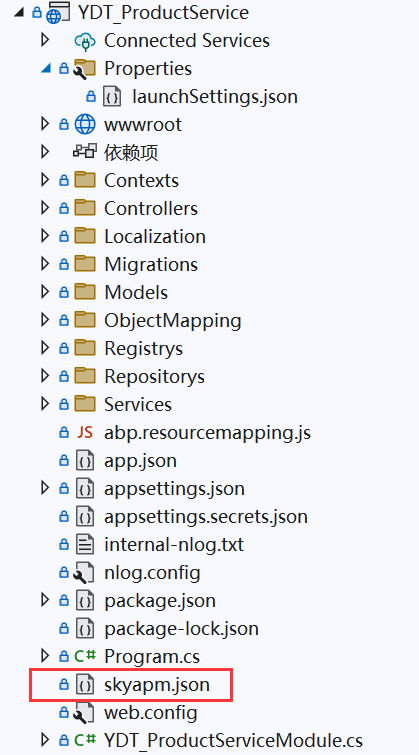 YDT_ProductService
Connected Services
Properties
launchSettings.json
wwwroot
依赖项
Contexts
Controllers
Localization
Migrations
Models
ObjectMapping
Registrys
Repositorys
Services
JS abp.resourcemapping.js
app.json
appsettings.json
appsettings.secrets.json
internal-nlog.txt
nlog.config
package.json
package-lock.json
C# Program.cs
skyapm.json
web.config
C# YDT_ProductServiceModule.cs